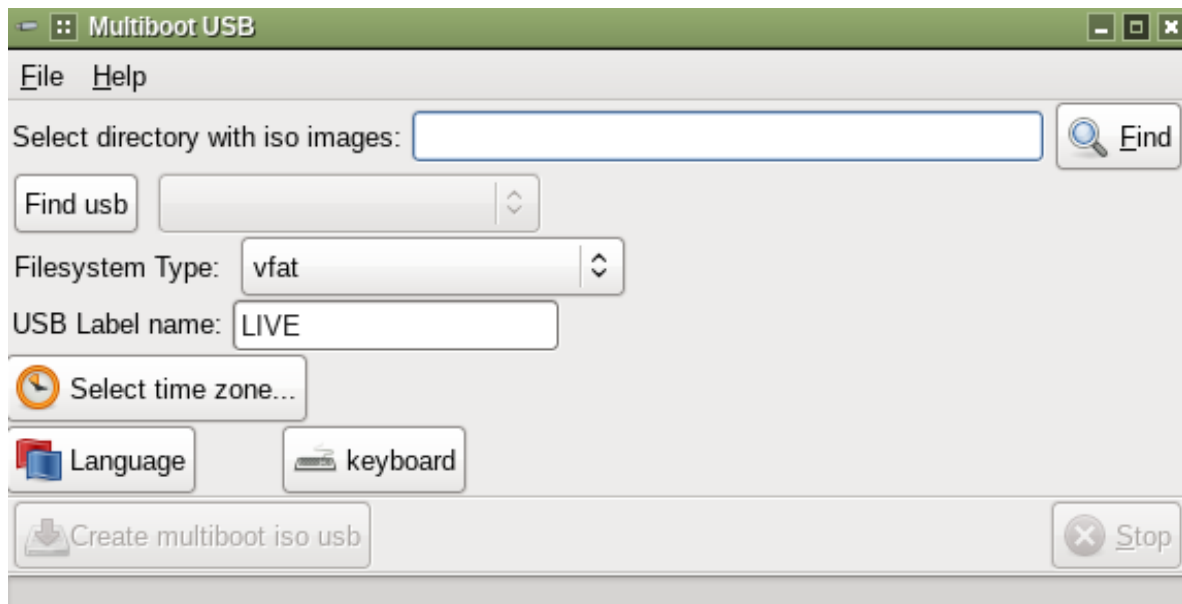 Multiboot USB
File Help
Select directory with iso images: Find
Find usb
Filesystem Type: vfat
USB Label name: LIVE
Select time zone...
Language keyboard
Create multiboot iso usb Stop